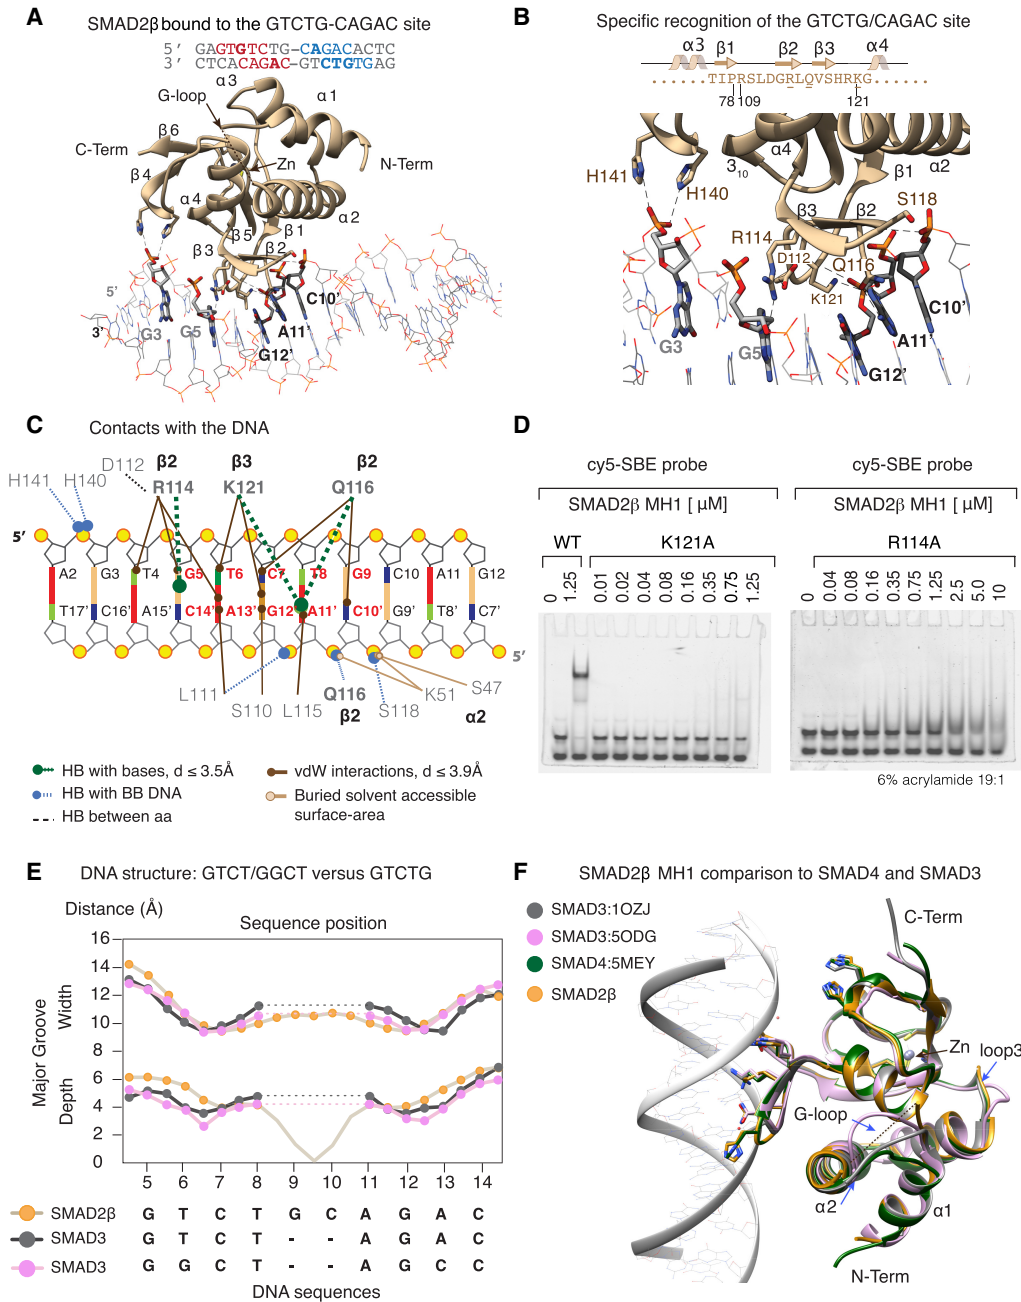 A
SMAD2β bound to the GTCTG-CAGAC site
5′ GAGTGTCTG-CAGACACTC
3′ CTCACAGAC-GTCTGTGAG
α3
G-loop
α1
β6
C-Term
Zn
N-Term
β4
α4
α2
β1
β5
β3
β2
5′
3′
G3
G5
C10'
A11'
G12'
B
Specific recognition of the GTCTG/CAGAC site
α3 β1 β2 β3 α4
......TIPRSLDGRLQVSHRKG......
78 109 121
H141
H140
3₁₀
α4
α2
β1
S118
β3
β2
R114
D112
Q116
K121
C10'
G3
G5
A11'
G12'
C
Contacts with the DNA
D112
β2
β3
β2
H141
H140
R114
K121
Q116
5′
A2 G3 T4 G5 T6 C7 T8 G9 C10 A11 G12
T17' C16' A15' C14' A13' G12 A11' C10' G9' T8' C7'
5′
L111
S110
L115
Q116
β2
S118
K51
S47
α2
HB with bases, d ≤ 3.5Å
HB with BB DNA
HB between aa
vdW interactions, d ≤ 3.9Å
Buried solvent accessible
surface-area
D
cy5-SBE probe
SMAD2β MH1 [ μM]
WT
K121A
0 1.25 0.01 0.02 0.04 0.08 0.16 0.35 0.75 1.25
cy5-SBE probe
SMAD2β MH1 [ μM]
R114A
0 0.04 0.08 0.16 0.35 0.75 1.25 2.5 5.0 10
6% acrylamide 19:1
E
DNA structure: GTCT/GGCT versus GTCTG
Distance (Å)
Sequence position
Major Groove
Width
Depth
16
14
12
10
8
6
4
2
0
5 6 7 8 9 10 11 12 13 14
SMAD2β G T C T G C A G A C
SMAD3 G T C T - - A G A C
SMAD3 G G C T - - A G C C
DNA sequences
F
SMAD2β MH1 comparison to SMAD4 and SMAD3
SMAD3:1OZJ
SMAD3:5ODG
SMAD4:5MEY
SMAD2β
C-Term
Zn
loop3
G-loop
α2
α1
N-Term